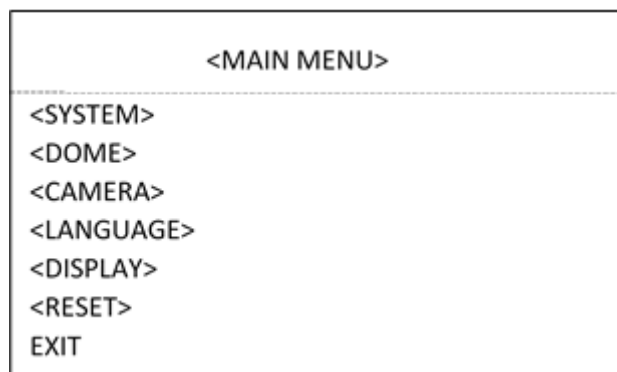 <MAIN MENU>
<SYSTEM>
<DOME>
<CAMERA>
<LANGUAGE>
<DISPLAY>
<RESET>
EXIT